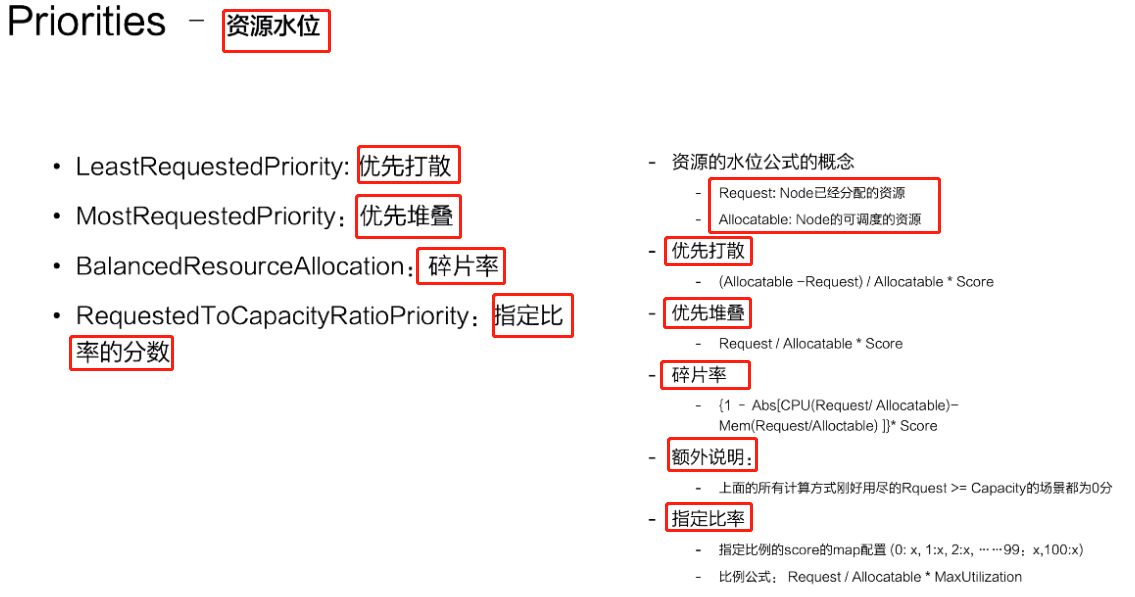 Priorities – 资源水位
• LeastRequestedPriority: 优先打散
• MostRequestedPriority：优先堆叠
• BalancedResourceAllocation：碎片率
• RequestedToCapacityRatioPriority：指定比
率的分数
- 资源的水位公式的概念
- Request: Node已经分配的资源
- Allocatable: Node的可调度的资源
- 优先打散
- (Allocatable -Request) / Allocatable * Score
- 优先堆叠
- Request / Allocatable * Score
- 碎片率
- {1 - Abs[CPU(Request/ Allocatable)-
Mem(Request/Alloctable) ]}* Score
- 额外说明：
- 上面的所有计算方式刚好用尽的Rquest >= Capacity的场景都为0分
- 指定比率
- 指定比例的score的map配置 (0: x, 1:x, 2:x, ……99：x,100:x)
- 比例公式： Request / Allocatable * MaxUtilization